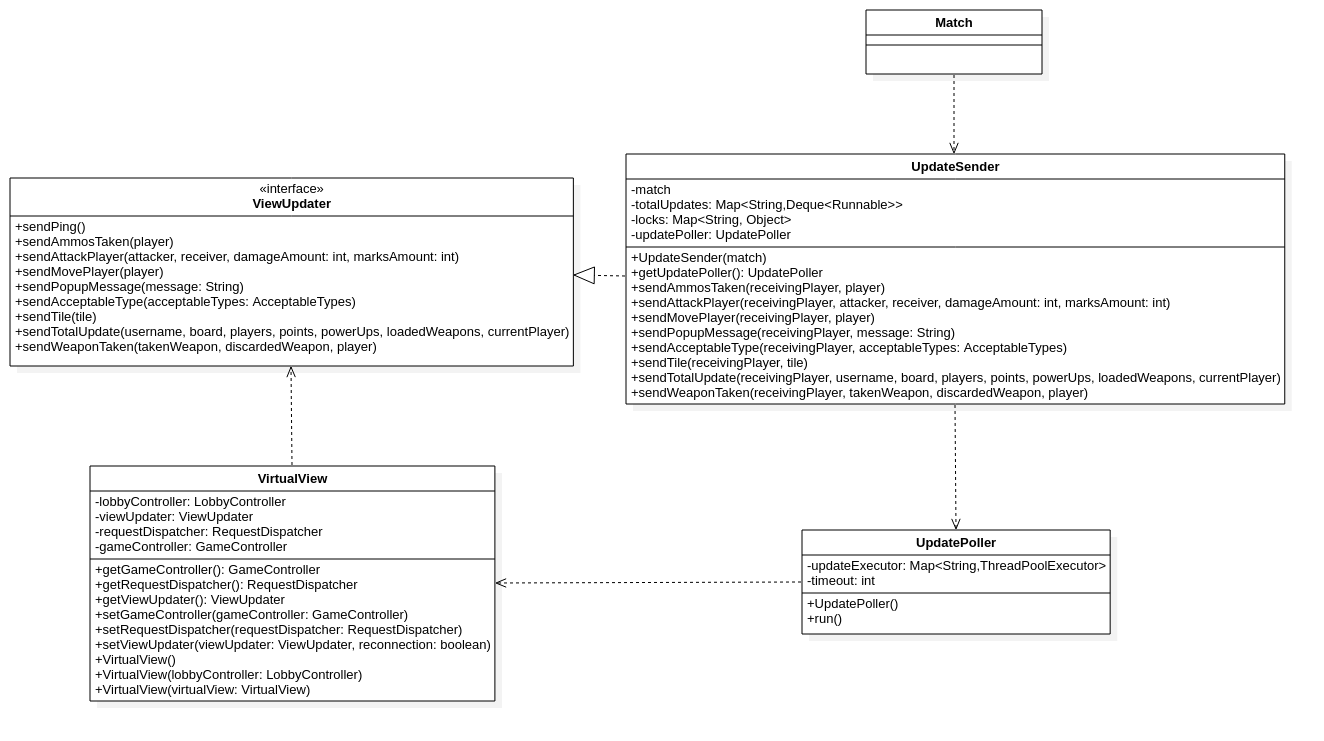 Match
UpdateSender
-match
-totalUpdates: Map<String,Deque<Runnable>>
-locks: Map<String, Object>
-updatePoller: UpdatePoller
+UpdateSender(match)
+getUpdatePoller(): UpdatePoller
+sendAmmosTaken(receivingPlayer, player)
+sendAttackPlayer(receivingPlayer, attacker, receiver, damageAmount: int, marksAmount: int)
+sendMovePlayer(receivingPlayer, player)
+sendPopupMessage(receivingPlayer, message: String)
+sendAcceptableType(receivingPlayer, acceptableTypes: AcceptableTypes)
+sendTile(receivingPlayer, tile)
+sendTotalUpdate(receivingPlayer, username, board, players, points, powerUps, loadedWeapons, currentPlayer)
+sendWeaponTaken(receivingPlayer, takenWeapon, discardedWeapon, player)
«interface»
ViewUpdater
+sendPing()
+sendAmmosTaken(player)
+sendAttackPlayer(attacker, receiver, damageAmount: int, marksAmount: int)
+sendMovePlayer(player)
+sendPopupMessage(message: String)
+sendAcceptableType(acceptableTypes: AcceptableTypes)
+sendTile(tile)
+sendTotalUpdate(username, board, players, points, powerUps, loadedWeapons, currentPlayer)
+sendWeaponTaken(takenWeapon, discardedWeapon, player)
VirtualView
-lobbyController: LobbyController
-viewUpdater: ViewUpdater
-requestDispatcher: RequestDispatcher
-gameController: GameController
+getGameController(): GameController
+getRequestDispatcher(): RequestDispatcher
+getViewUpdater(): ViewUpdater
+setGameController(gameController: GameController)
+setRequestDispatcher(requestDispatcher: RequestDispatcher)
+setViewUpdater(viewUpdater: ViewUpdater, reconnection: boolean)
+VirtualView()
+VirtualView(lobbyController: LobbyController)
+VirtualView(virtualView: VirtualView)
UpdatePoller
-updateExecutor: Map<String,ThreadPoolExecutor>
-timeout: int
+UpdatePoller()
+run()